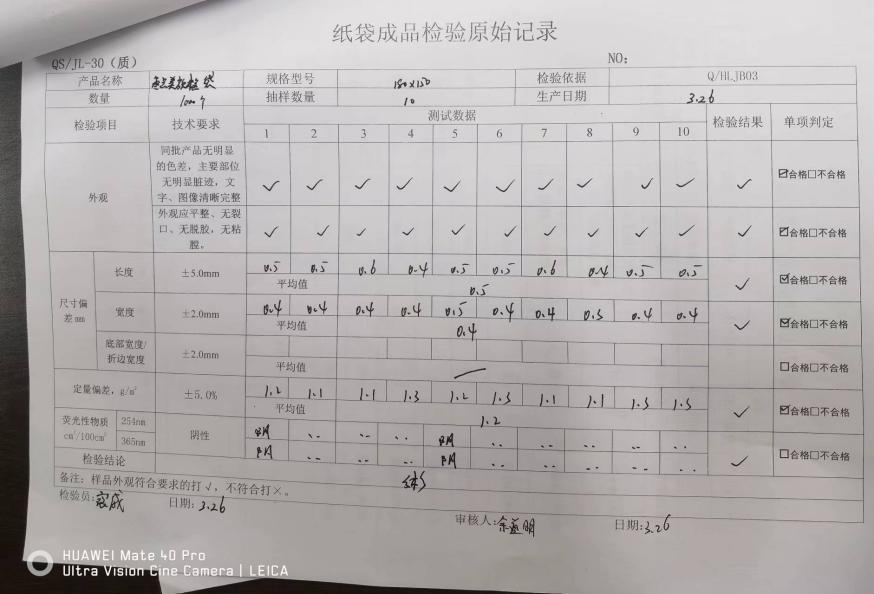 纸袋成品检验原始记录
QS/JL-30（质） NO：
产品名称 袋 规格型号 180×150 检验依据 Q/HLJB03
数量 1000个 抽样数量 10 生产日期 3.26
检验项目 技术要求 测试数据 检验结果 单项判定
1 2 3 4 5 6 7 8 9 10
外观 同批产品无明显的色差，主要部位无明显脏迹，文字、图像清晰完整 ✓ ✓ ✓ ✓ ✓ ✓ ✓ ✓ ✓ ✓ ✓ ☑合格□不合格
外观应平整、无裂口、无脱胶，无粘膛。 ✓ ✓ ✓ ✓ ✓ ✓ ✓ ✓ ✓ ✓ ✓ ☑合格□不合格
尺寸偏差mm 长度 ±5.0mm 0.5 0.5 0.6 0.4 0.5 0.5 0.6 0.4 0.5 0.5 ✓ ☑合格□不合格
平均值 0.5
宽度 ±2.0mm 0.4 0.4 0.4 0.4 0.5 0.4 0.4 0.3 0.4 0.4 ✓ ☑合格□不合格
平均值 0.4
底部宽度/折边宽度 ±2.0mm □合格□不合格
平均值 —
定量偏差，g/m² ±5.0% 1.2 1.1 1.1 1.3 1.2 1.3 1.1 1.1 1.3 1.3 ✓ ☑合格□不合格
平均值 1.2
荧光性物质cm²/100cm² 254nm 阴性 阴 〃 〃 〃 阴 〃 〃 〃 〃 〃 ✓ □合格□不合格
365nm 阴 〃 〃 〃 阴 〃 〃 〃 〃 〃
检验结论
备注：样品外观符合要求的打√，不符合打×。
检验员： 日期：3.26 审核人：余益明 日期：3.26
HUAWEI Mate 40 Pro
Ultra Vision Cine Camera | LEICA